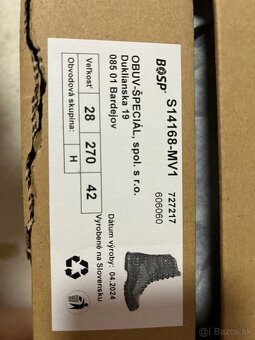 BOSP
S14168-MV1
OBUV-ŠPECIÁL, spol. s r.o.
Duklianska 19
085 01 Bardejov
727217
606060
Veľkosť
28
270
42
Obvodová skupina:
H
Dátum výroby: 04.2024
Vyrobené na Slovensku
Bazos.sk